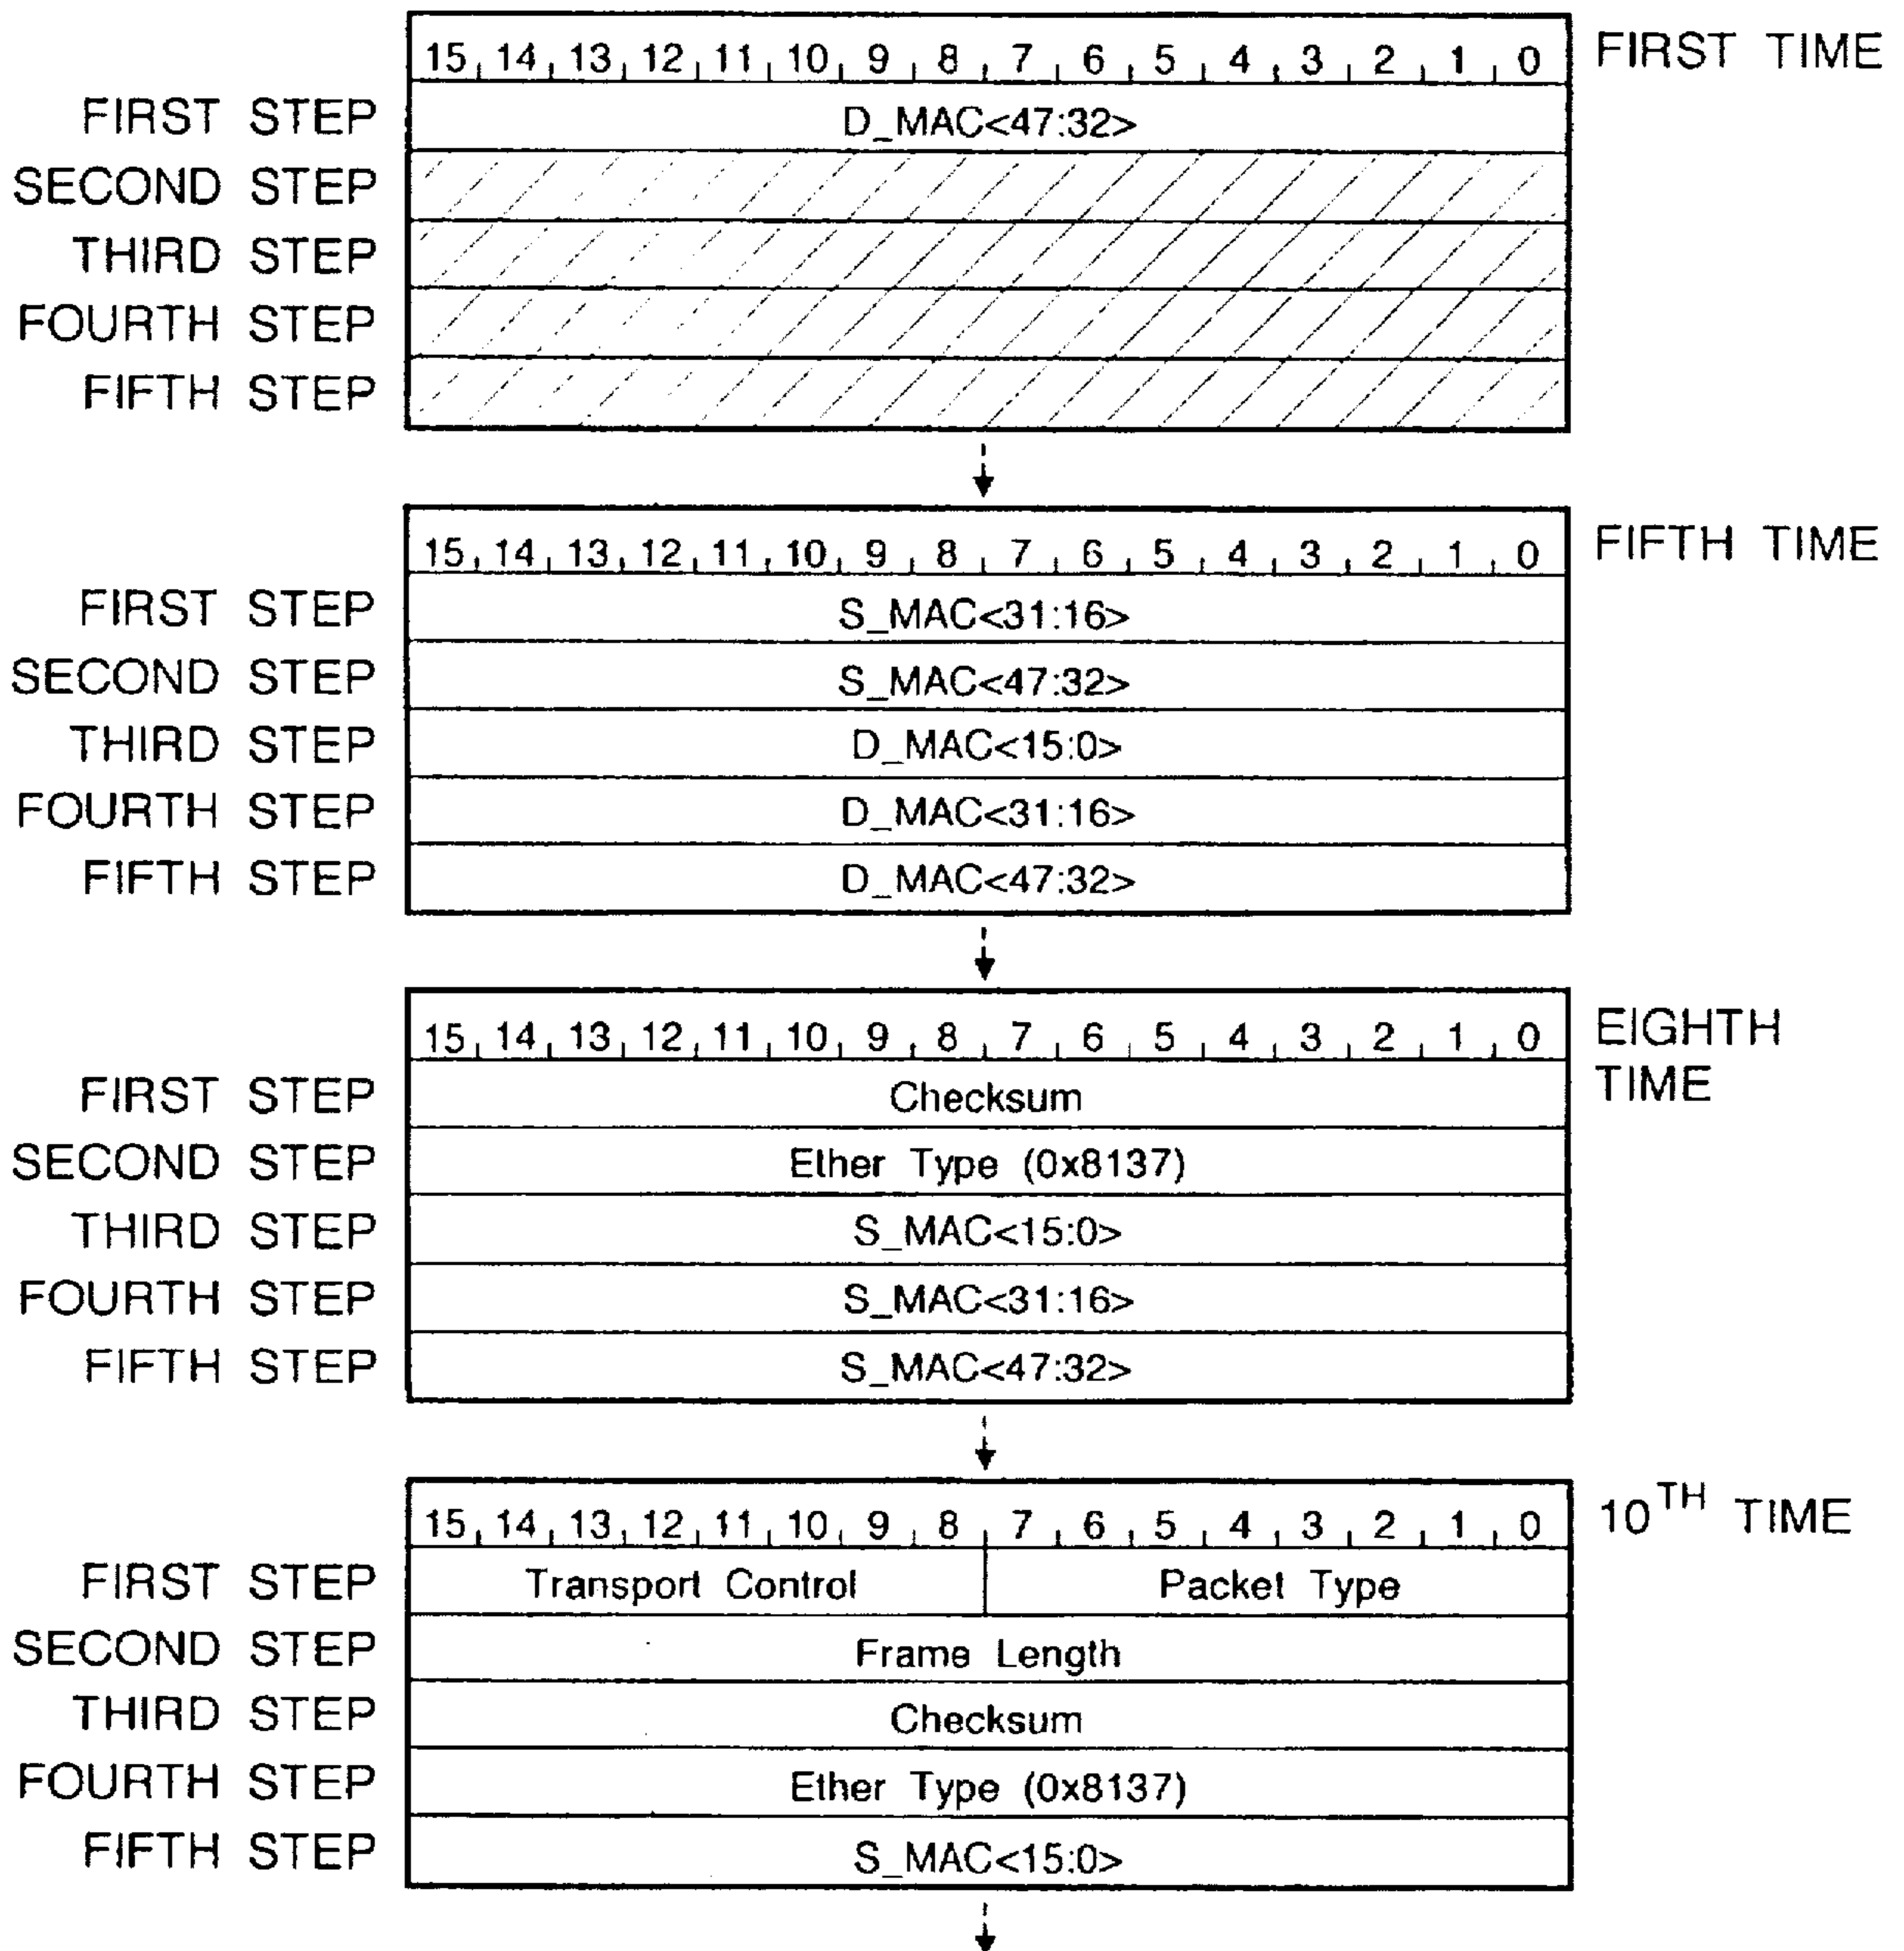 15 14 13 12 11 10 9 8 7 6 5 4 3 2 1 0 FIRST TIME
FIRST STEP D_MAC<47:32>
SECOND STEP
THIRD STEP
FOURTH STEP
FIFTH STEP
15 14 13 12 11 10 9 8 7 6 5 4 3 2 1 0 FIFTH TIME
FIRST STEP S_MAC<31:16>
SECOND STEP S_MAC<47:32>
THIRD STEP D_MAC<15:0>
FOURTH STEP D_MAC<31:16>
FIFTH STEP D_MAC<47:32>
15 14 13 12 11 10 9 8 7 6 5 4 3 2 1 0 EIGHTH
TIME
FIRST STEP Checksum
SECOND STEP Ether Type (0x8137)
THIRD STEP S_MAC<15:0>
FOURTH STEP S_MAC<31:16>
FIFTH STEP S_MAC<47:32>
15 14 13 12 11 10 9 8 7 6 5 4 3 2 1 0 10TH TIME
FIRST STEP Transport Control Packet Type
SECOND STEP Frame Length
THIRD STEP Checksum
FOURTH STEP Ether Type (0x8137)
FIFTH STEP S_MAC<15:0>